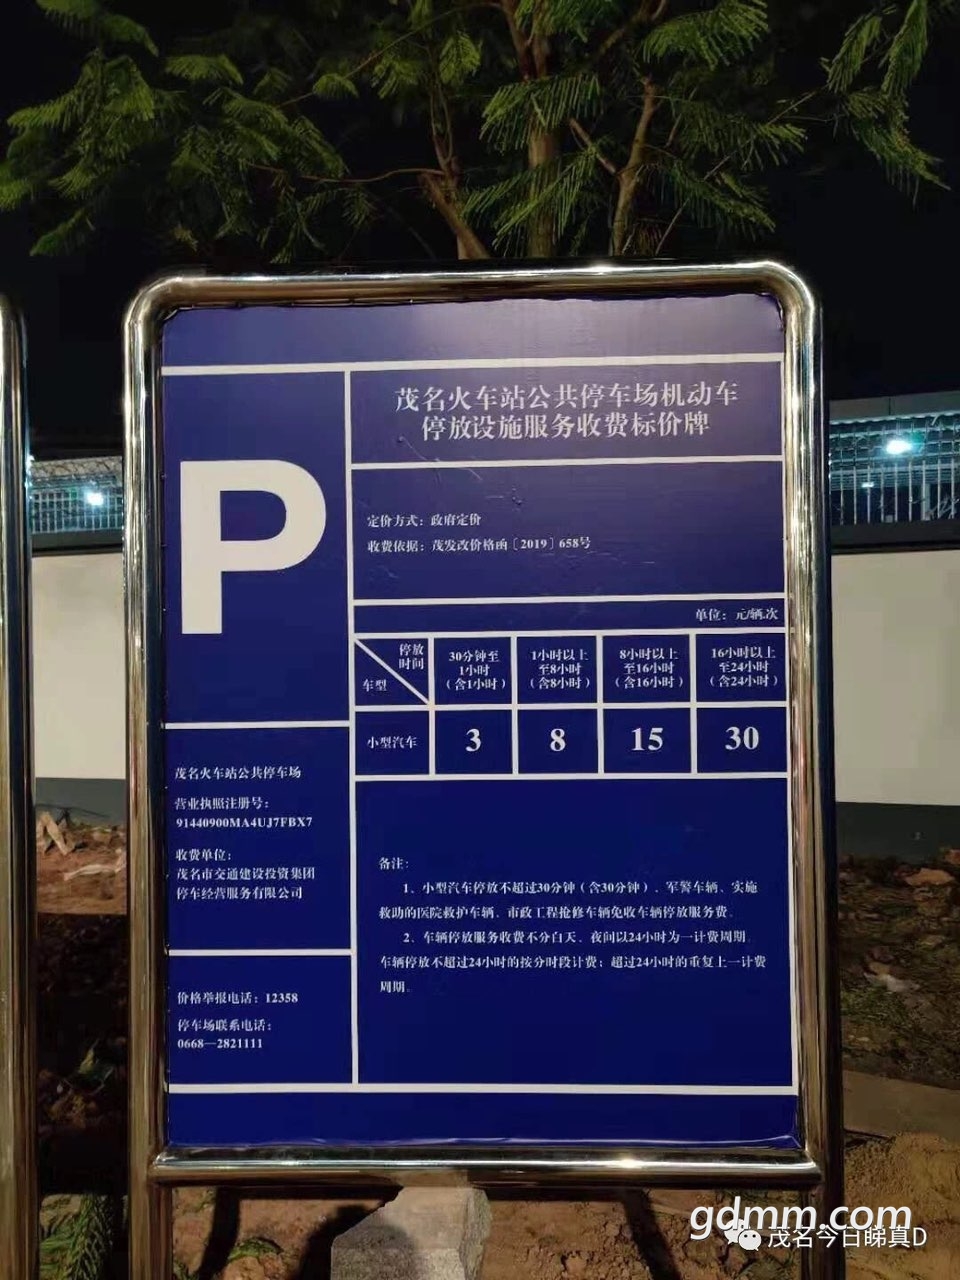 茂名火车站公共停车场机动车
停放设施服务收费标价牌
P
定价方式：政府定价
收费依据：茂发改价格函〔2019〕658号
单位：元/辆.次
停放时间
车型
30分钟至1小时（含1小时）
1小时以上至8小时（含8小时）
8小时以上至16小时（含16小时）
16小时以上至24小时（含24小时）
小型汽车 3 8 15 30
茂名火车站公共停车场
营业执照注册号：
91440900MA4UJ7FBX7
收费单位：
茂名市交通建设投资集团
停车经营服务有限公司
价格举报电话：12358
停车场联系电话：
0668—2821111
备注：
1、小型汽车停放不超过30分钟（含30分钟）、军警车辆、实施
救助的医院救护车辆、市政工程抢修车辆免收车辆停放服务费。
2、车辆停放服务收费不分白天、夜间以24小时为一计费周期。
车辆停放不超过24小时的按分时段计费；超过24小时的重复上一计费
周期。
gdmm.com
茂名今日睇真D